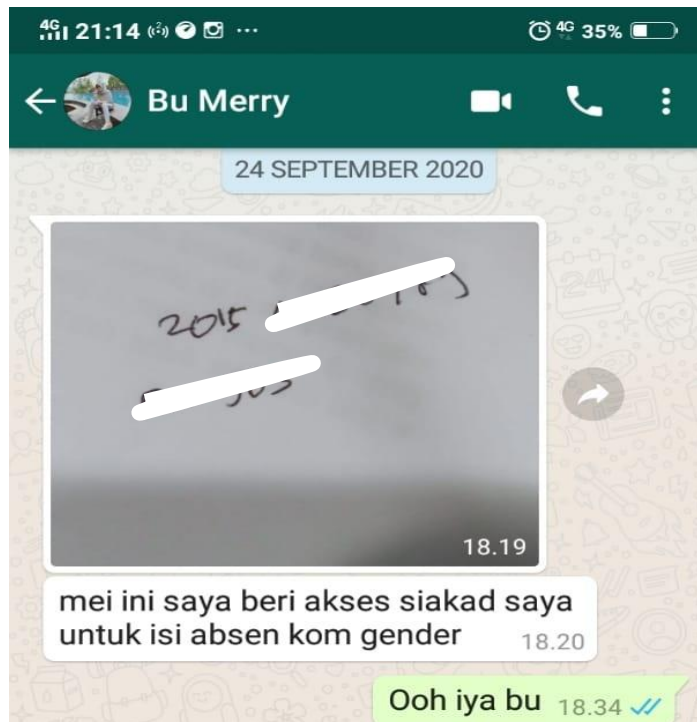 4G 21:14 ... 4G 35%
Bu Merry
24 SEPTEMBER 2020
2015
18.19
mei ini saya beri akses siakad saya
untuk isi absen kom gender 18.20
Ooh iya bu 18.34